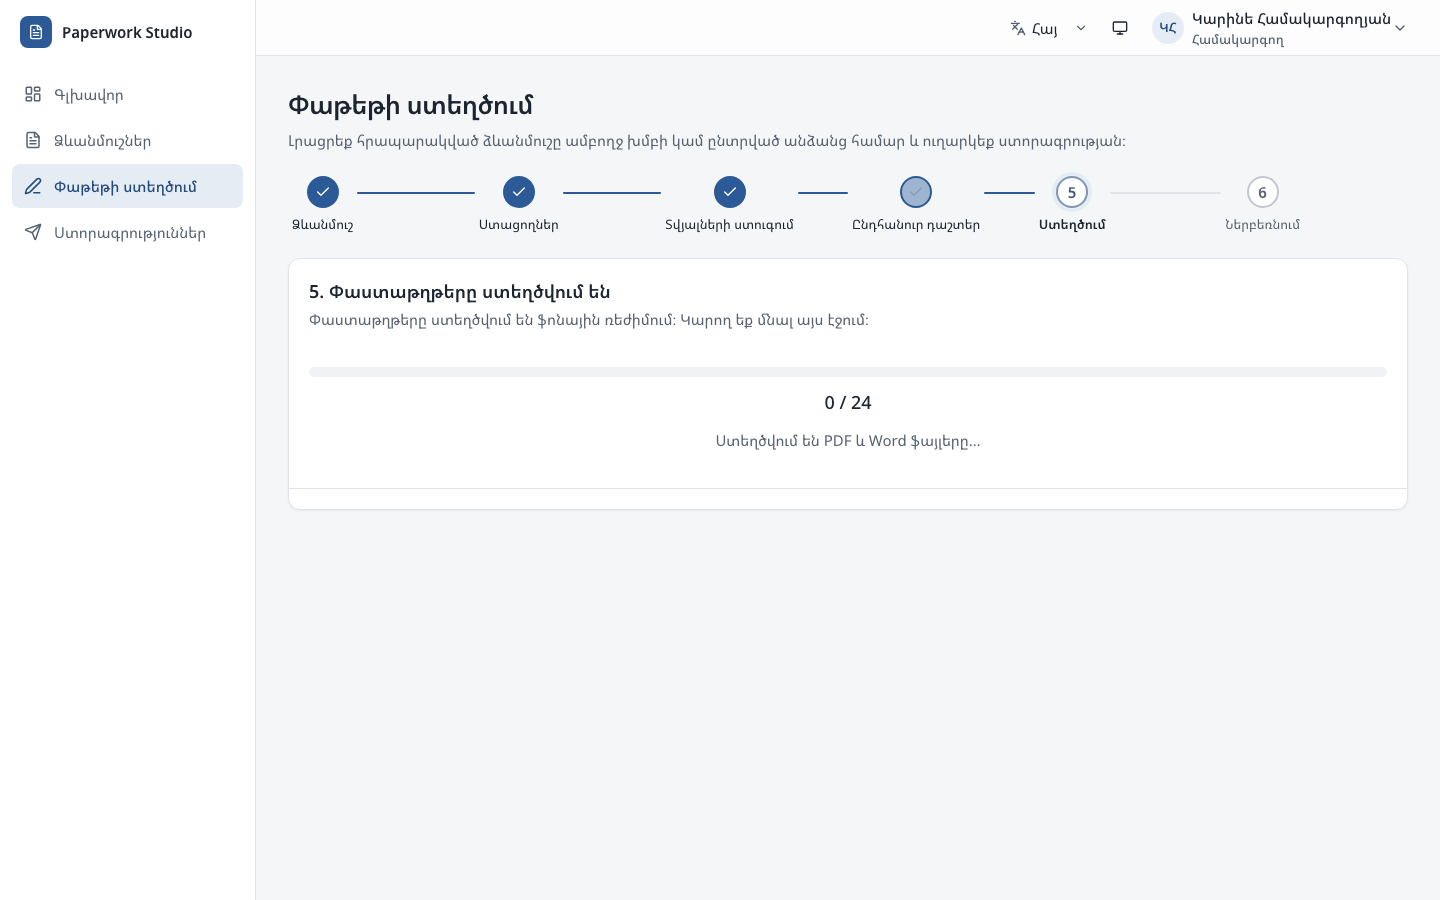 Paperwork Studio
Հայ
ԿՀ
Կարինե Համակարգողյան
Համակարգող
Գլխավոր
Ձևանմուշներ
Փաթեթի ստեղծում
Ստորագրություններ
Փաթեթի ստեղծում
Լրացրեք հրապարակված ձևանմուշը ամբողջ խմբի կամ ընտրված անձանց համար և ուղարկեք ստորագրության:
5
6
Ձևանմուշ
Ստացողներ
Տվյալների ստուգում
Ընդհանուր դաշտեր
Ստեղծում
Ներբեռնում
5. Փաստաթղթերը ստեղծվում են
Փաստաթղթերը ստեղծվում են ֆոնային ռեժիմում: Կարող եք մնալ այս էջում:
0 / 24
Ստեղծվում են PDF և Word ֆայլերը...